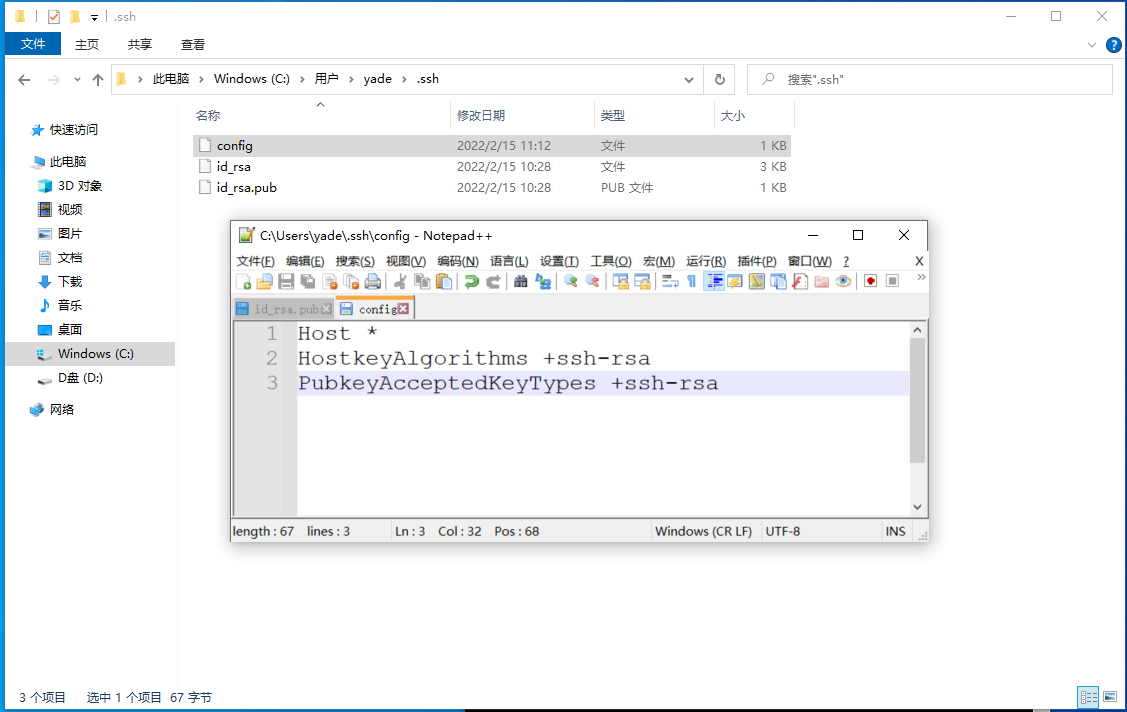 .ssh
文件 主页 共享 查看
此电脑 Windows (C:) 用户 yade .ssh 搜索".ssh"
名称 修改日期 类型 大小
config 2022/2/15 11:12 文件 1 KB
id_rsa 2022/2/15 10:28 文件 3 KB
id_rsa.pub 2022/2/15 10:28 PUB 文件 1 KB
快速访问
此电脑
3D 对象
视频
图片
文档
下载
音乐
桌面
Windows (C:)
D盘 (D:)
网络
C:\Users\yade\.ssh\config - Notepad++
文件(F) 编辑(E) 搜索(S) 视图(V) 编码(N) 语言(L) 设置(T) 工具(O) 宏(M) 运行(R) 插件(P) 窗口(W) ? X
id_rsa.pub config
1 Host *
2 HostkeyAlgorithms +ssh-rsa
3 PubkeyAcceptedKeyTypes +ssh-rsa
length : 67 lines : 3 Ln : 3 Col : 32 Pos : 68 Windows (CR LF) UTF-8 INS
3 个项目 选中 1 个项目 67 字节